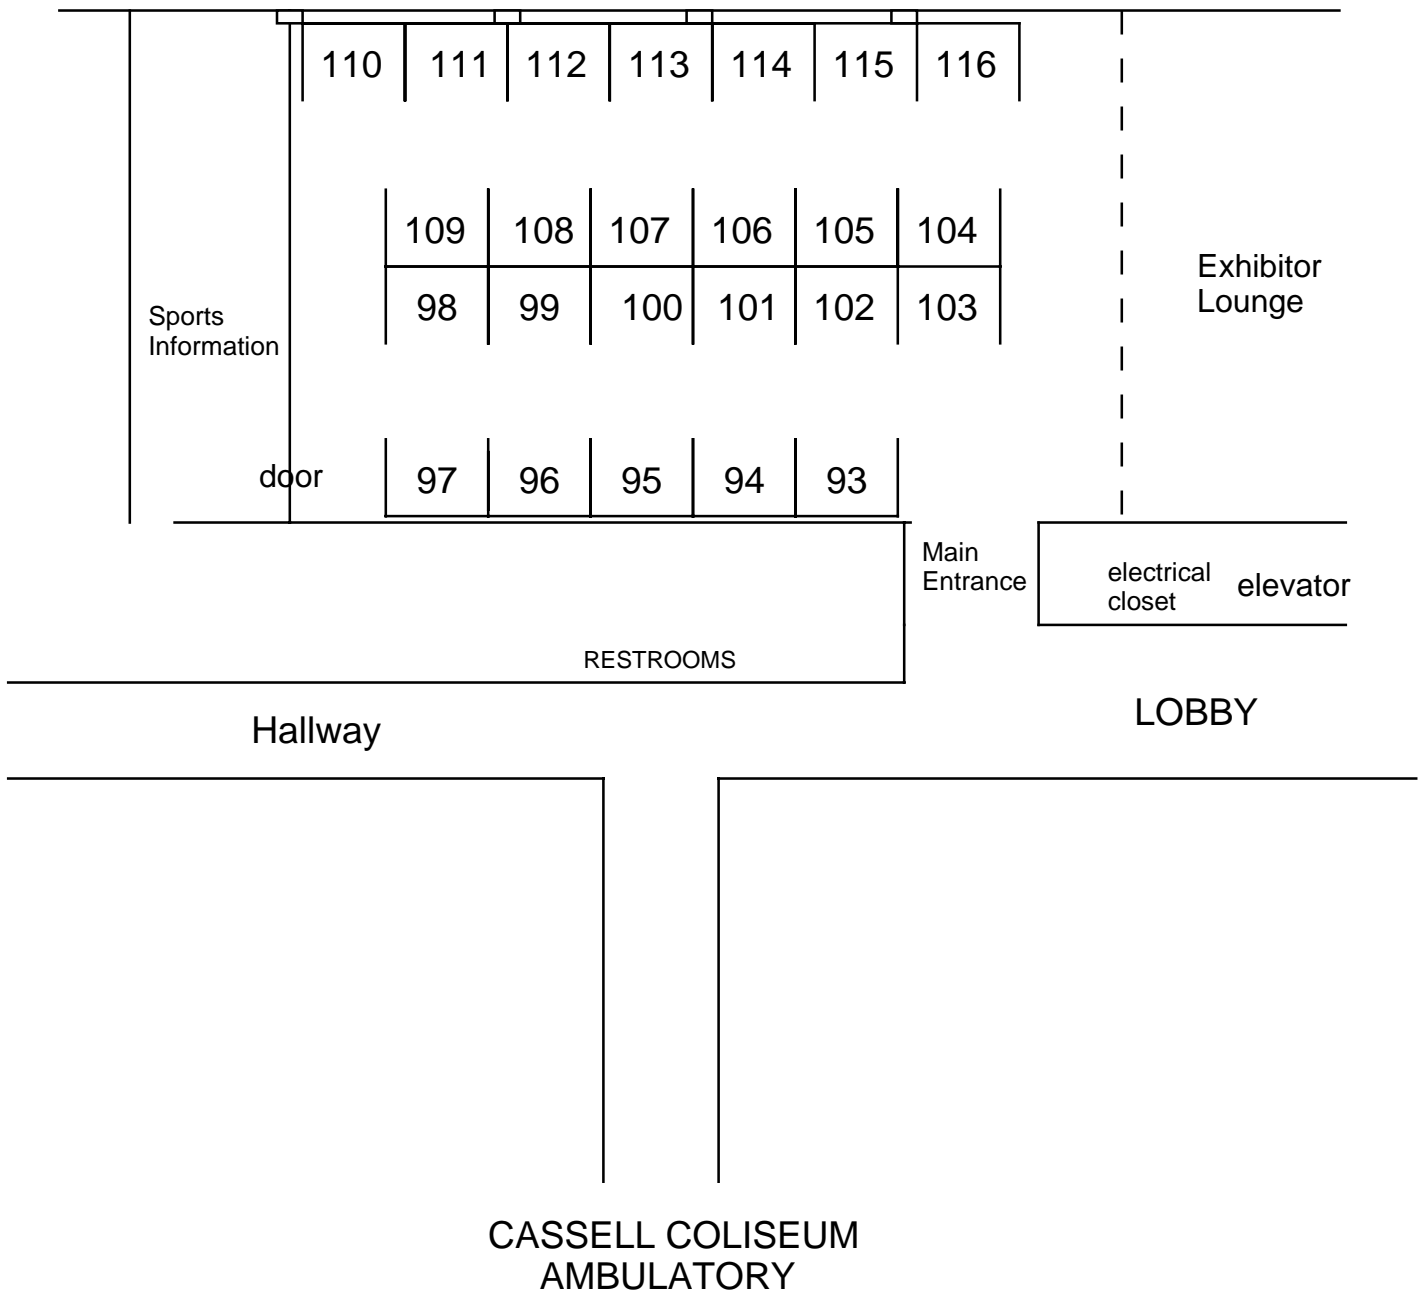 110 111 112 113 114 115 116
109 108 107 106 105 104
98 99 100 101 102 103
Exhibitor
Lounge
Sports
Information
door
97 96 95 94 93
Main
Entrance
electrical
closet
elevator
RESTROOMS
Hallway
LOBBY
CASSELL COLISEUM
AMBULATORY